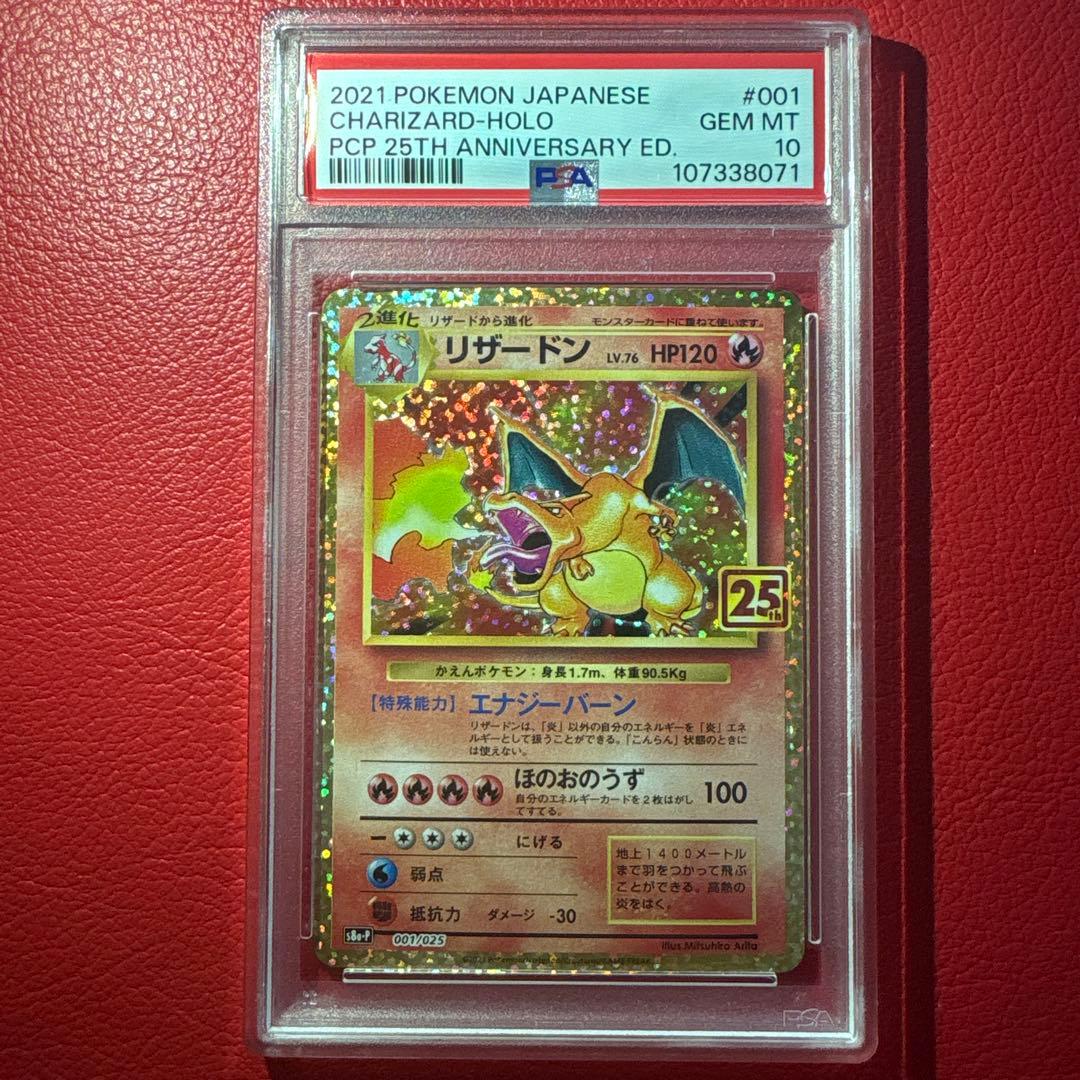 2021 POKEMON JAPANESE #001
CHARIZARD-HOLO GEM MT
PCP 25TH ANNIVERSARY ED. 10
PSA 107338071
2進化 リザードから進化 モンスターカードに重ねて使います。
リザードン LV.76 HP120
25th
かえんポケモン：身長1.7m、体重90.5Kg
【特殊能力】エナジーバーン
リザードンは、「炎」以外の自分のエネルギーを「炎」エネ
ルギーとして扱うことができる。「こんらん」状態のときに
は使えない。
ほのおのうず 100
自分のエネルギーカードを2枚はがし
てすてる。
にげる
弱点
抵抗力 ダメージ -30
地上1400メートル
まで羽をつかって飛ぶ
ことができる。高熱の
炎をはく。
s8a-P 001/025
Illus.Mitsuhiro Arita
PSA